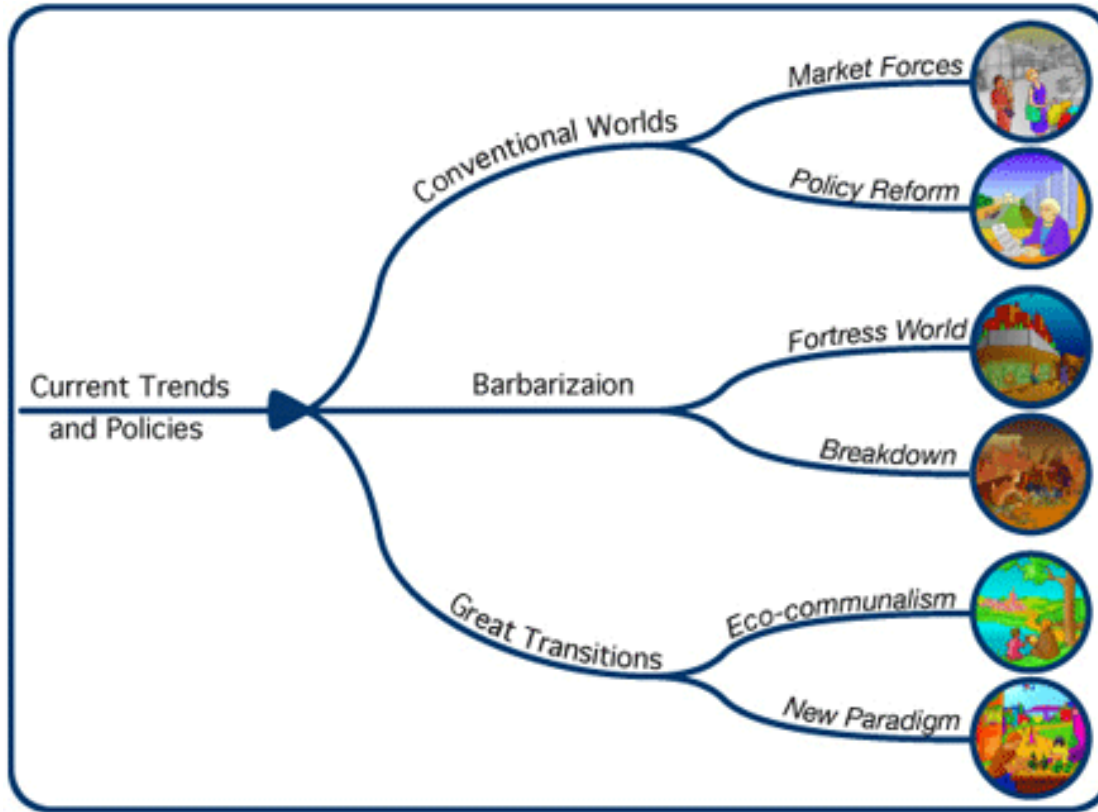 Market Forces
Conventional Worlds
Policy Reform
Fortress World
Current Trends
and Policies
Barbarizaion
Breakdown
Eco-communalism
Great Transitions
New Paradigm